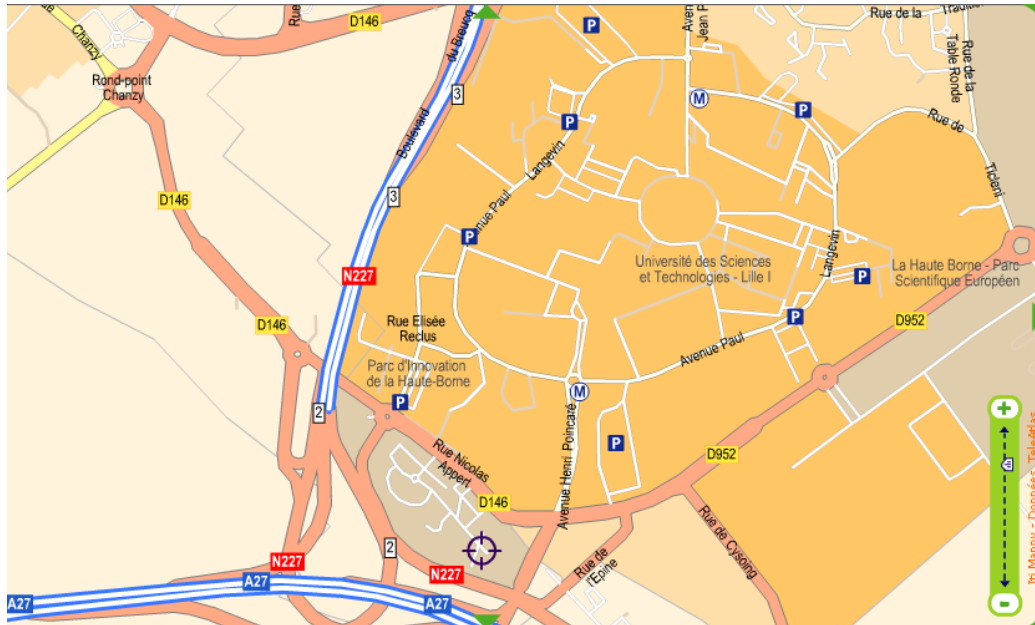 Chanzy
Rue
D146
du Breucq
Avenue
Jean P
Rue de la
Rue de la
Table Ronde
Rond-point
Chanzy
P
M
3
P
P
Rue de
Boulevard
Langevin
Ticleni
D146
3
Avenue Paul
P
Langevin
Université des Sciences
et Technologies - Lille I
La Haute Borne - Parc
Scientifique Européen
N227
P
D146
Rue Elisée
Reclus
P
D952
Avenue Paul
Parc d'Innovation
de la Haute-Borne
M
P
2
Avenue Henri Poincaré
P
Rue Nicolas
Appert
D952
D146
Rue de Cysoing
2
N227
N227
Rue de
l'Epine
A27
A27
A27